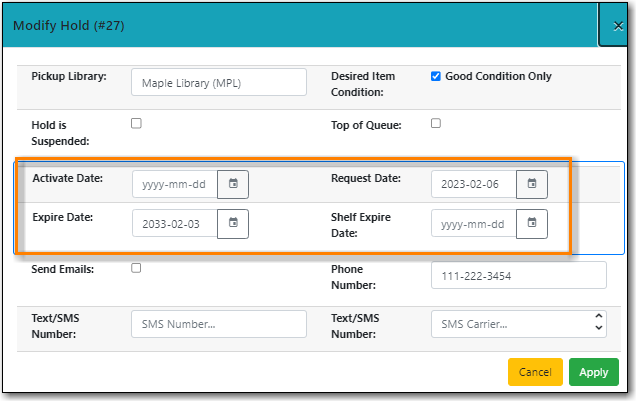 Modify Hold (#27) ×
Pickup Library: Maple Library (MPL) Desired Item Condition: Good Condition Only
Hold is Suspended: Top of Queue:
Activate Date: yyyy-mm-dd Request Date: 2023-02-06
Expire Date: 2033-02-03 Shelf Expire Date: yyyy-mm-dd
Send Emails: Phone Number: 111-222-3454
Text/SMS Number: SMS Number... Text/SMS Number: SMS Carrier...
Cancel Apply